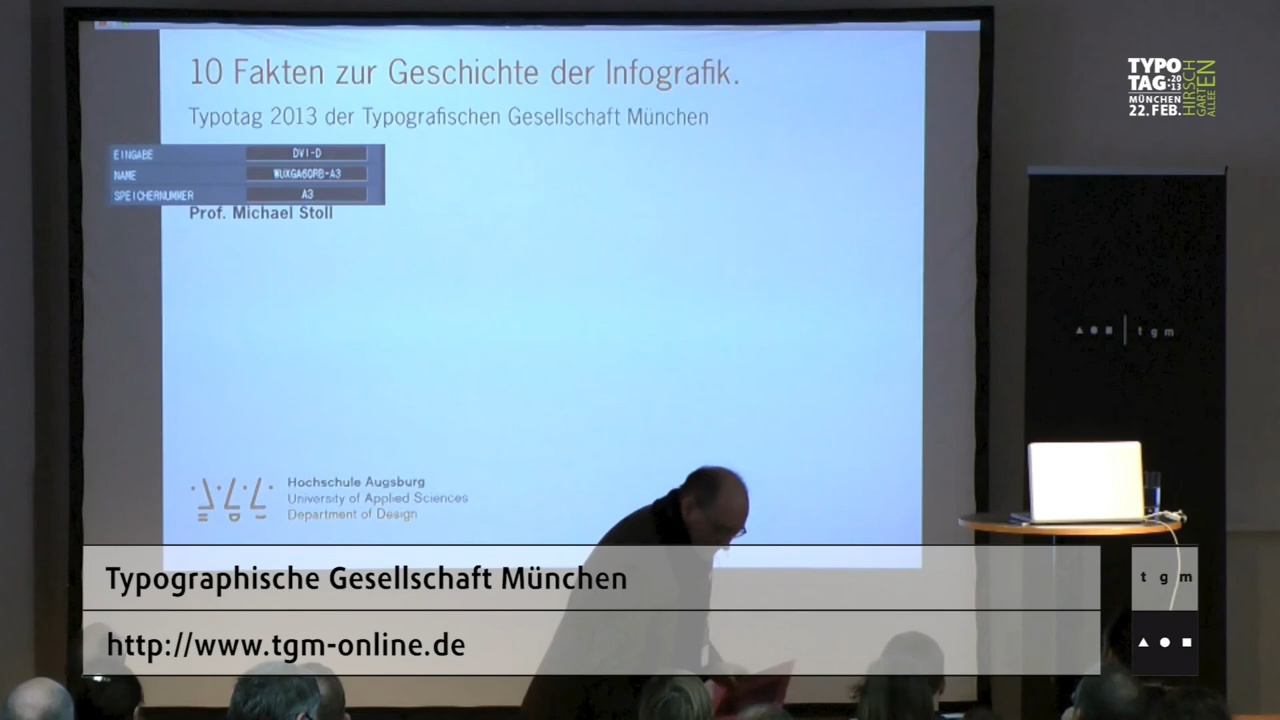 10 Fakten zur Geschichte der Infografik.
Typotag 2013 der Typografischen Gesellschaft München
EINGABE DVI-D
NAME WUXGA60RB-A3
SPEICHERNUMMER A3
Prof. Michael Stoll
Hochschule Augsburg
University of Applied Sciences
Department of Design
TYPO
TAG 2013
MÜNCHEN
22. FEB.
HIRSCH
GARTEN
ALLEE
tgm
Typographische Gesellschaft München
http://www.tgm-online.de
t g m